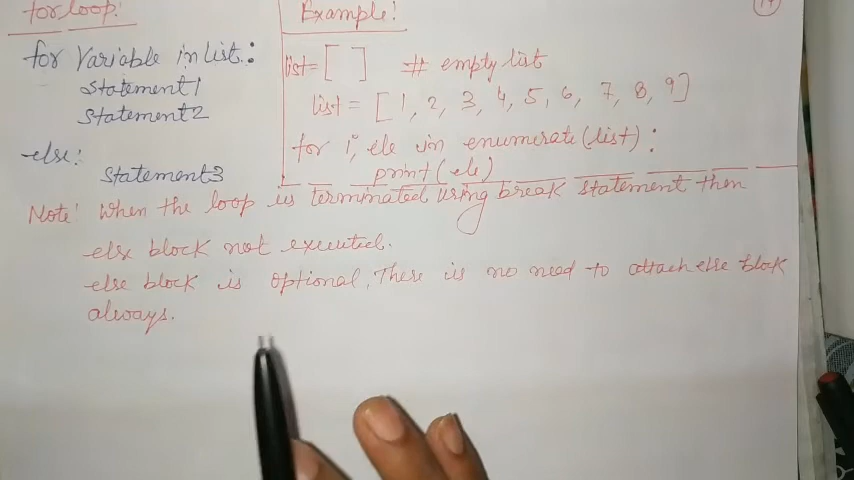 for loop:
for Variable in list:
statement1
statement2
else:
statement3
Example!
list = [ ] # empty list
list = [1, 2, 3, 4, 5, 6, 7, 8, 9]
for i, ele in enumerate(list):
print(ele)
Note: When the loop is terminated using break statement then
else block not executed.
else block is optional, There is no need to attach else block
always.